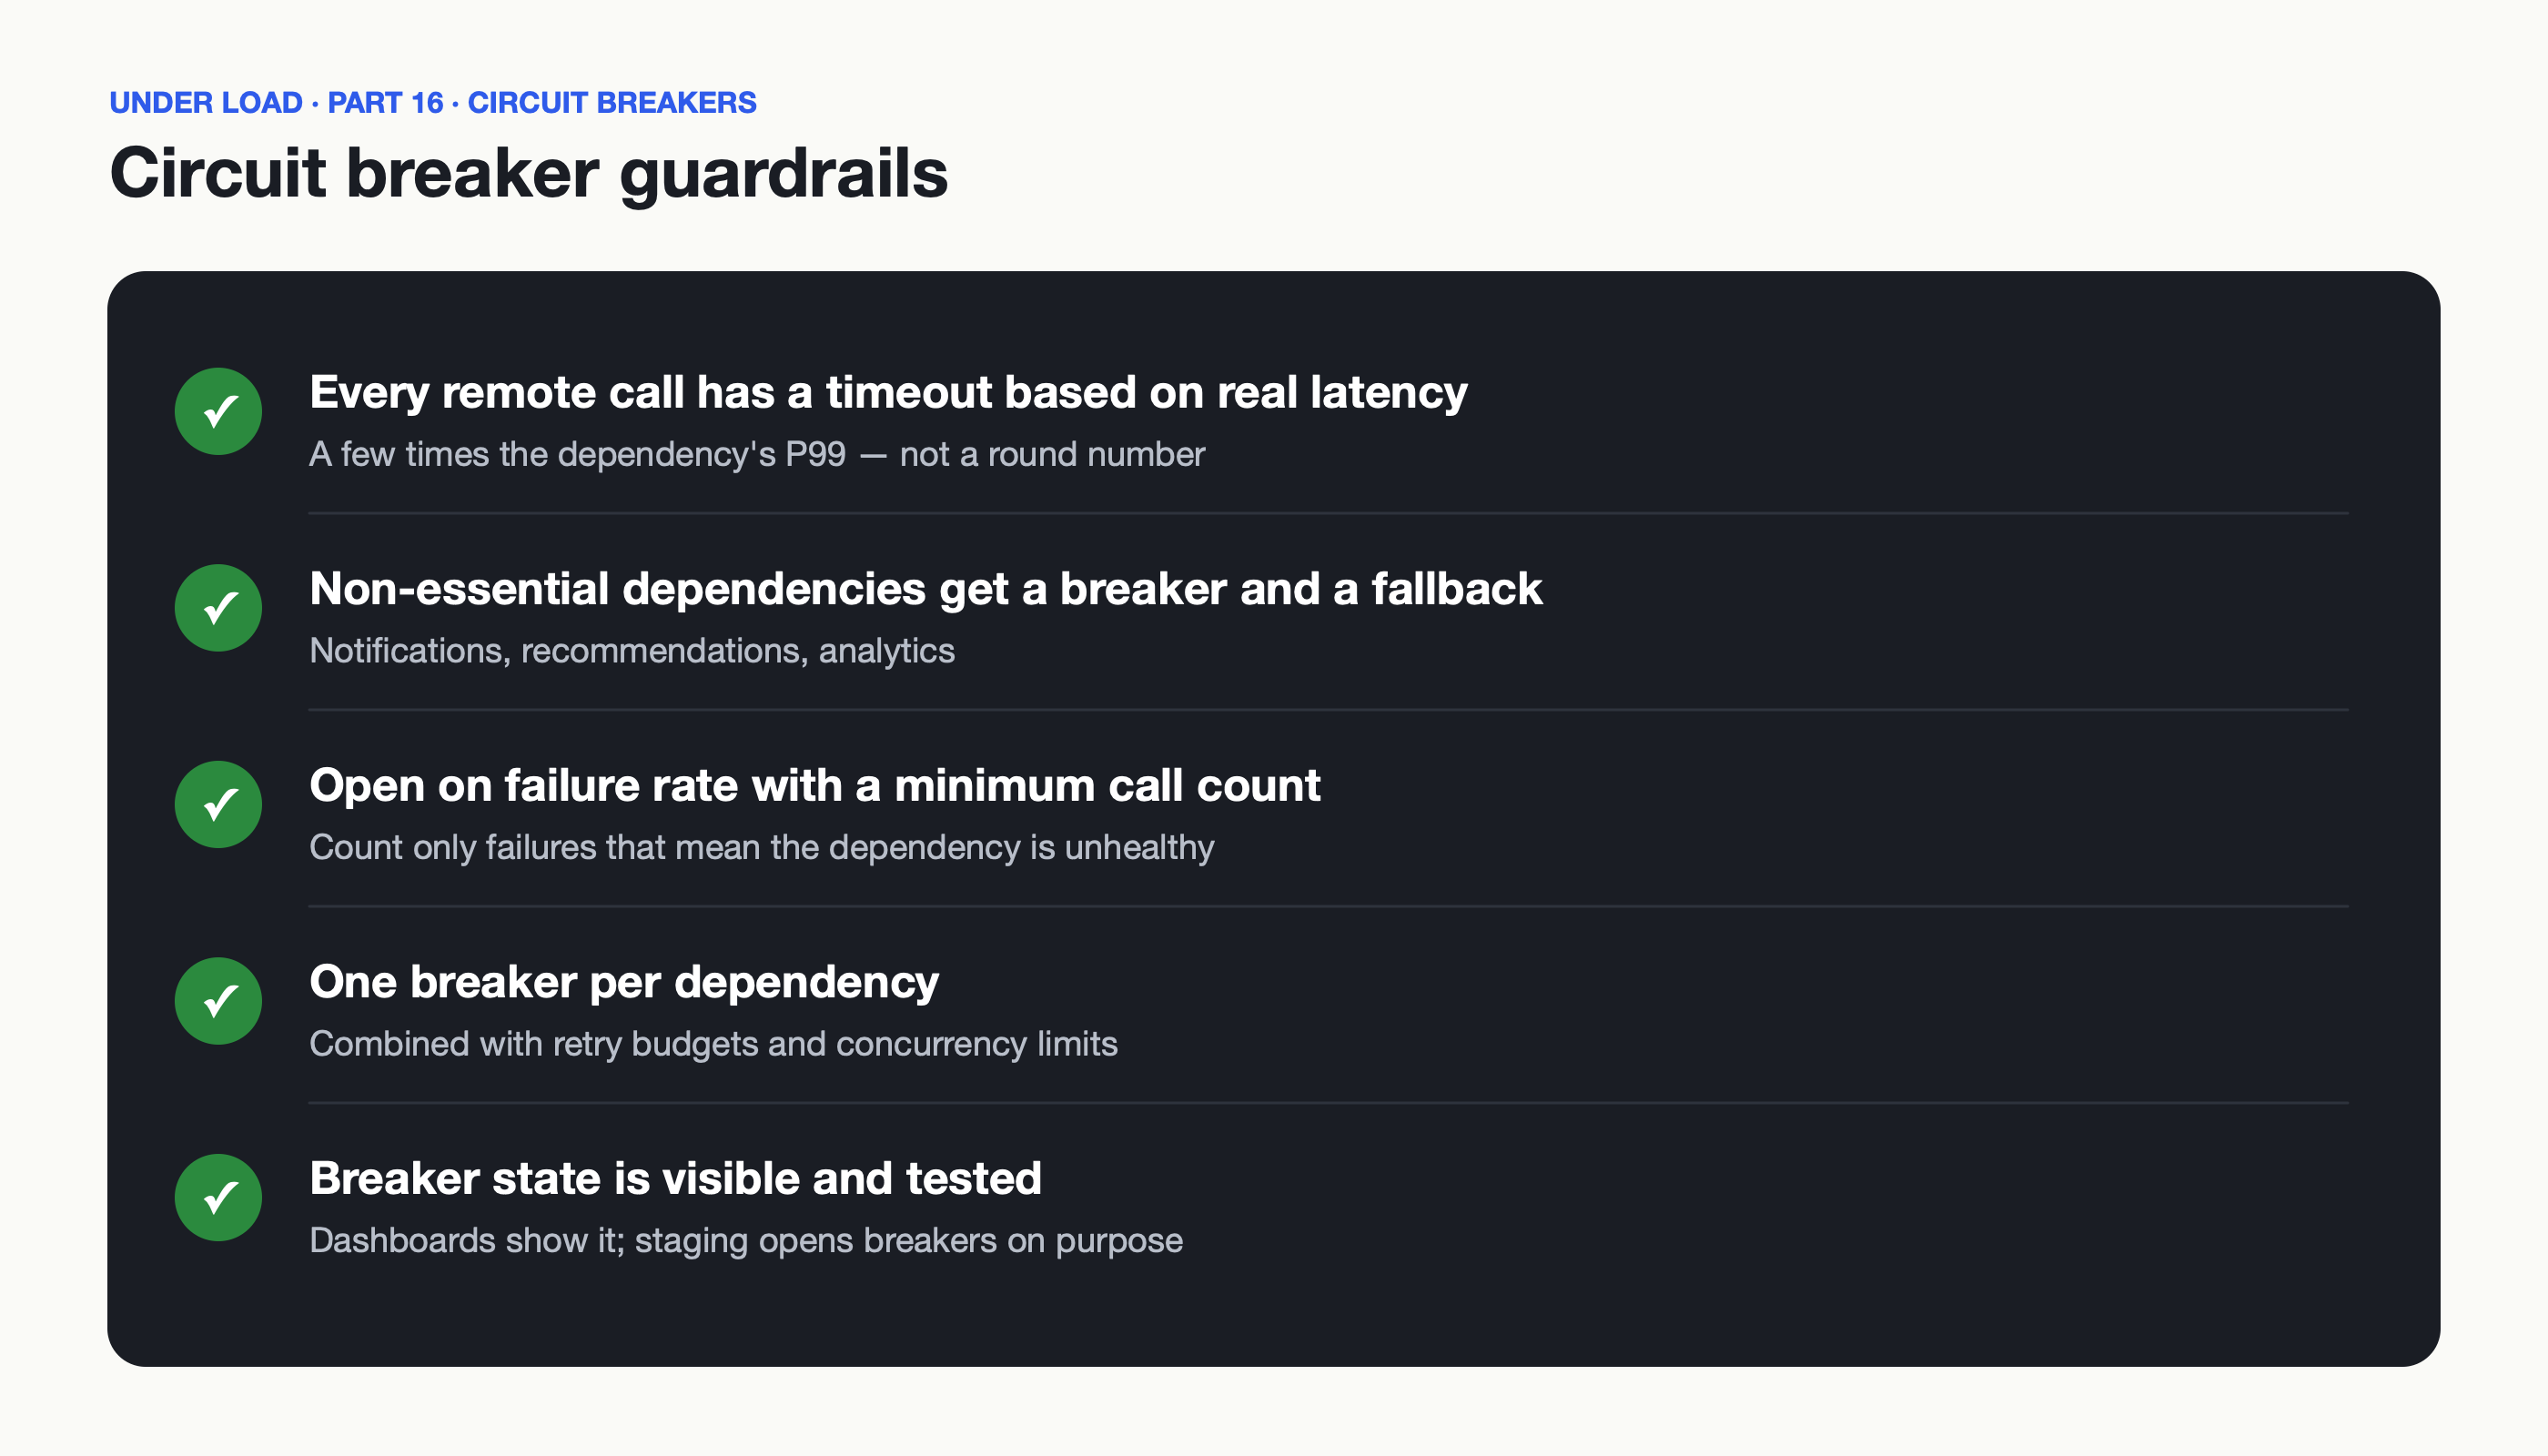 UNDER LOAD · PART 16 · CIRCUIT BREAKERS
Circuit breaker guardrails
✓ Every remote call has a timeout based on real latency
A few times the dependency's P99 — not a round number
✓ Non-essential dependencies get a breaker and a fallback
Notifications, recommendations, analytics
✓ Open on failure rate with a minimum call count
Count only failures that mean the dependency is unhealthy
✓ One breaker per dependency
Combined with retry budgets and concurrency limits
✓ Breaker state is visible and tested
Dashboards show it; staging opens breakers on purpose